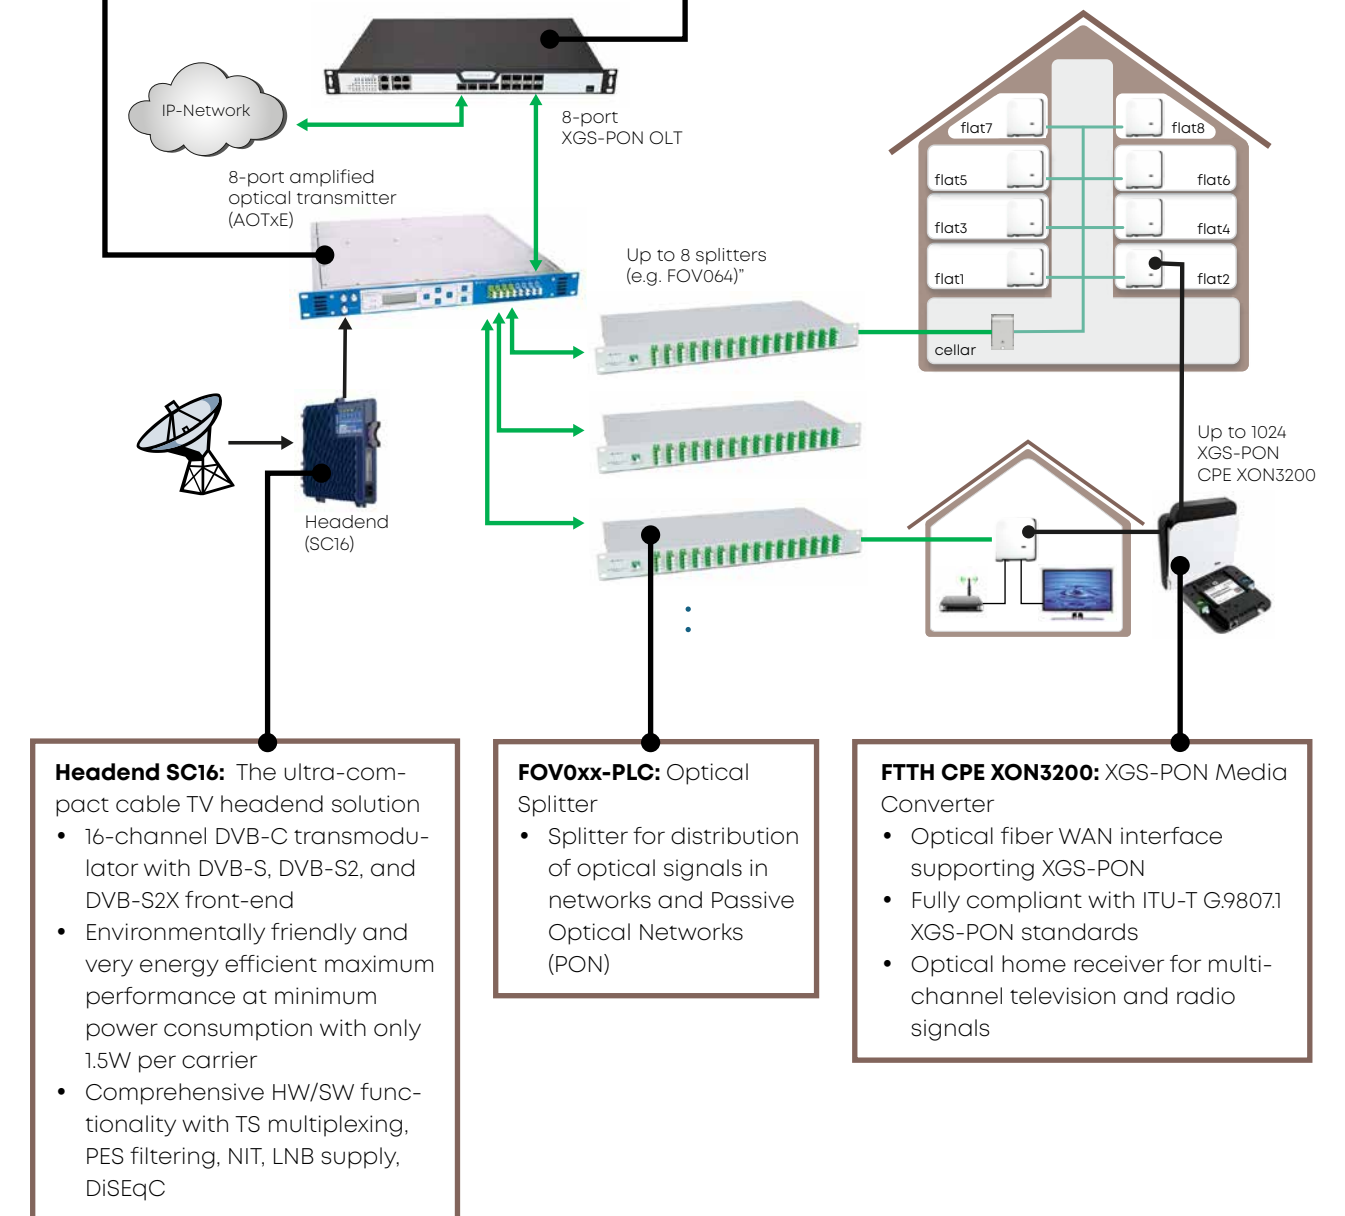 IP-Network
8-port
XGS-PON OLT
8-port amplified
optical transmitter
(AOTxE)
Up to 8 splitters
(e.g. FOV064)”
flat7
flat8
flat5
flat6
flat3
flat4
flat1
flat2
cellar
Up to 1024
XGS-PON
CPE XON3200
Headend
(SC16)
:
Headend SC16: The ultra-com-
pact cable TV headend solution
• 16-channel DVB-C transmodu-
lator with DVB-S, DVB-S2, and
DVB-S2X front-end
• Environmentally friendly and
very energy efficient maximum
performance at minimum
power consumption with only
1.5W per carrier
• Comprehensive HW/SW func-
tionality with TS multiplexing,
PES filtering, NIT, LNB supply,
DiSEqC
FOV0xx-PLC: Optical
Splitter
• Splitter for distribution
of optical signals in
networks and Passive
Optical Networks
(PON)
FTTH CPE XON3200: XGS-PON Media
Converter
• Optical fiber WAN interface
supporting XGS-PON
• Fully compliant with ITU-T G.9807.1
XGS-PON standards
• Optical home receiver for multi-
channel television and radio
signals